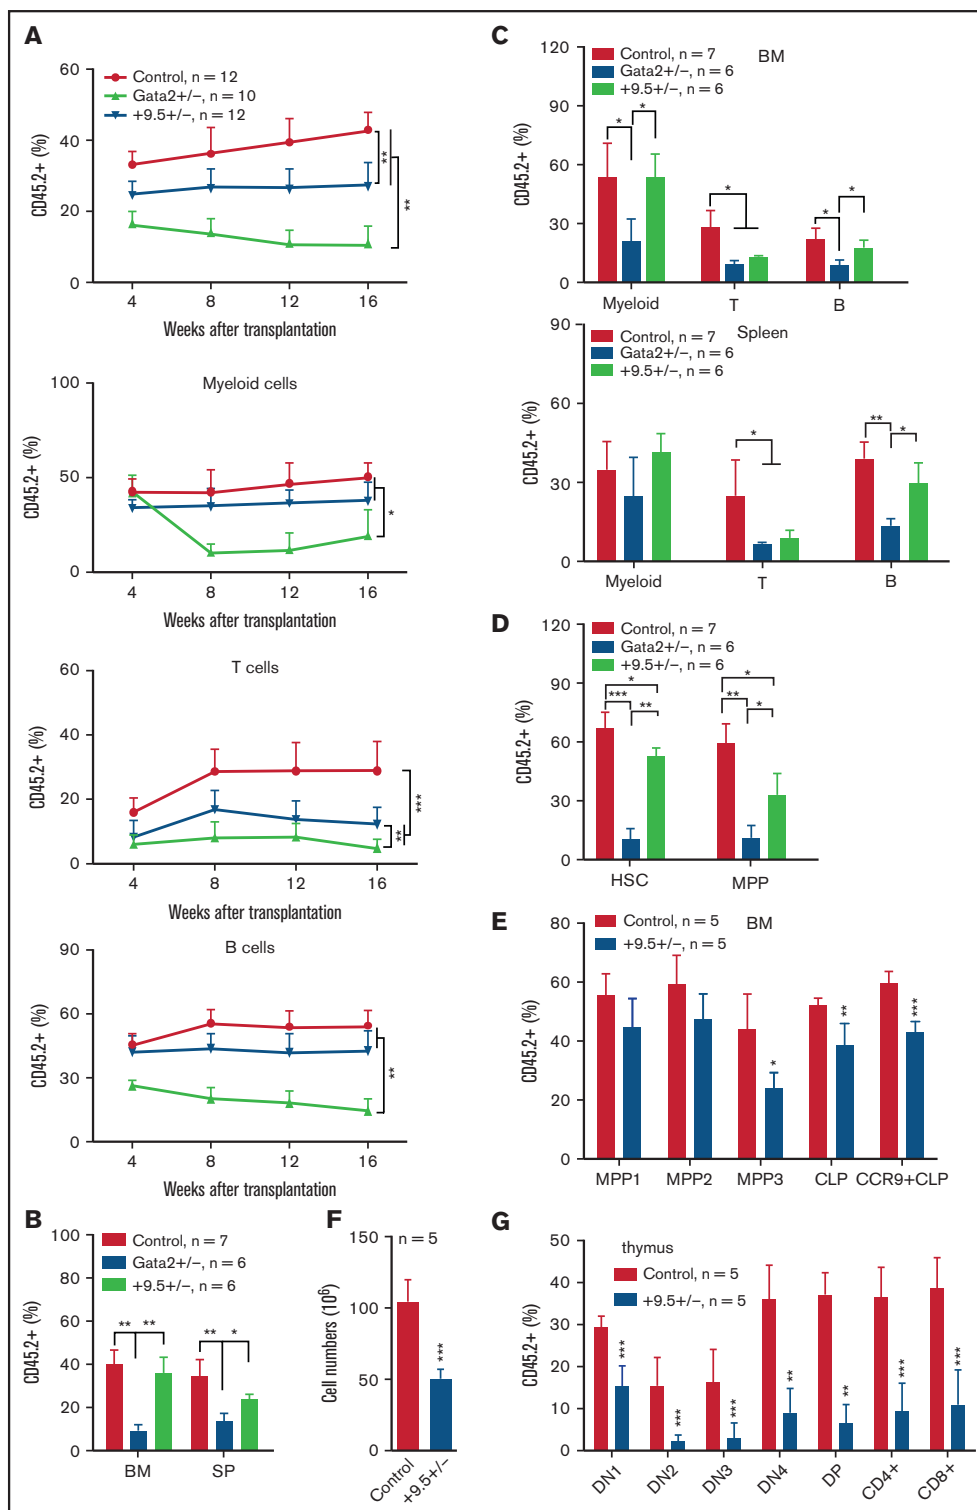 A
60
40
20
0
CD45.2+ (%)
Control, n = 12
Gata2+/-, n = 10
+9.5+/-, n = 12
**
**
4 8 12 16
Weeks after transplantation
Myeloid cells
100
50
0
CD45.2+ (%)
*
4 8 12 16
Weeks after transplantation
T cells
60
40
20
0
CD45.2+ (%)
***
**
4 8 12 16
Weeks after transplantation
B cells
90
60
30
0
CD45.2+ (%)
**
4 8 12 16
Weeks after transplantation
B
100
80
60
40
20
0
CD45.2+ (%)
Control, n = 7
Gata2+/-, n = 6
+9.5+/-, n = 6
** ** ** *
BM SP
C
120
90
60
30
0
CD45.2+ (%)
Control, n = 7
Gata2+/-, n = 6
+9.5+/-, n = 6
BM
* * * * *
Myeloid T B
90
60
30
0
CD45.2+ (%)
Control, n = 7
Gata2+/-, n = 6
+9.5+/-, n = 6
Spleen
* ** *
Myeloid T B
D
120
90
60
30
0
CD45.2+ (%)
Control, n = 7
Gata2+/-, n = 6
+9.5+/-, n = 6
* *
*** ** ** *
HSC MPP
E
80
60
40
20
0
CD45.2+ (%)
Control, n = 5
+9.5+/-, n = 5
BM
* ** ***
MPP1 MPP2 MPP3 CLP CCR9+CLP
F
150
100
50
0
Cell numbers (10⁶)
n = 5
***
Control +9.5+/-
G
50
40
30
20
10
0
CD45.2+ (%)
thymus
Control, n = 5
+9.5+/-, n = 5
*** *** *** ** ** *** ***
DN1 DN2 DN3 DN4 DP CD4+ CD8+